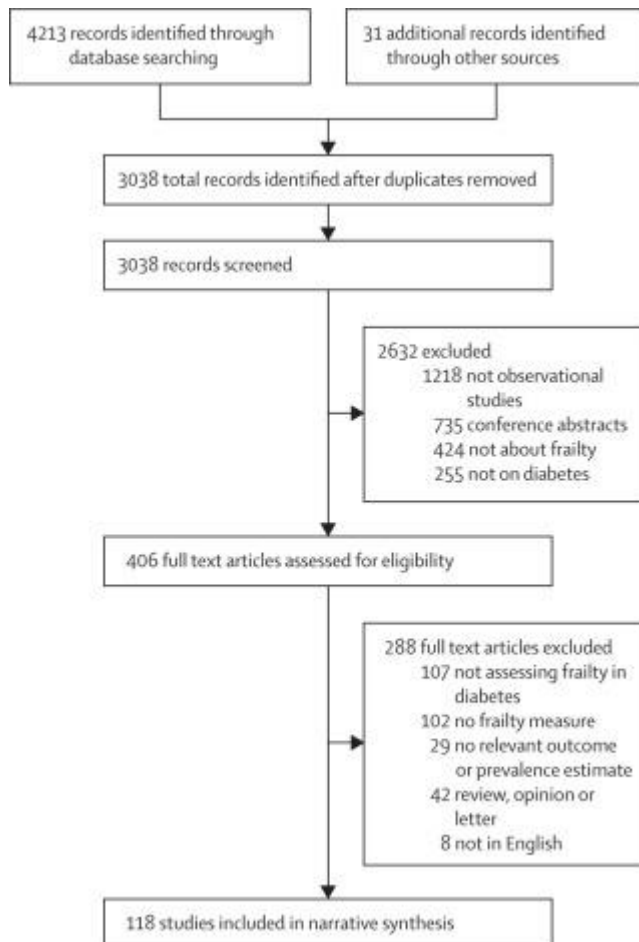 4213 records identified through
database searching
31 additional records identified
through other sources
3038 total records identified after duplicates removed
3038 records screened
2632 excluded
1218 not observational
studies
735 conference abstracts
424 not about frailty
255 not on diabetes
406 full text articles assessed for eligibility
288 full text articles excluded
107 not assessing frailty in
diabetes
102 no frailty measure
29 no relevant outcome
or prevalence estimate
42 review, opinion or
letter
8 not in English
118 studies included in narrative synthesis